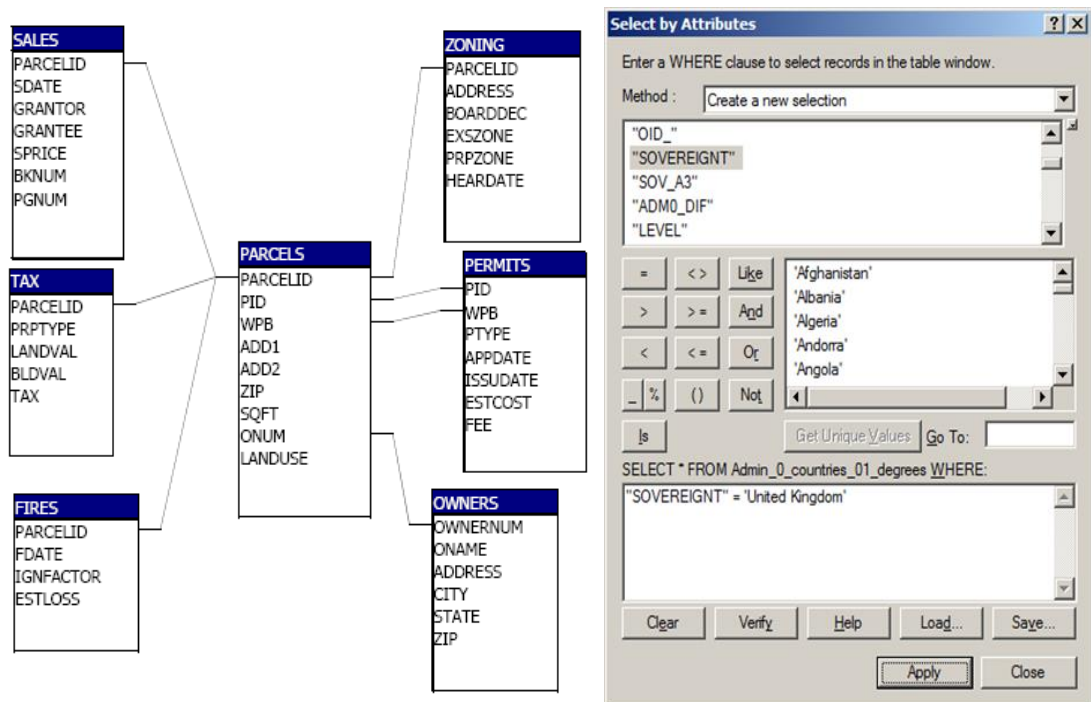 SALES
PARCELID
SDATE
GRANTOR
GRANTEE
SPRICE
BKNUM
PGNUM
TAX
PARCELID
PRPTYPE
LANDVAL
BLDVAL
TAX
FIRES
PARCELID
FDATE
IGNFACTOR
ESTLOSS
PARCELS
PARCELID
PID
WPB
ADD1
ADD2
ZIP
SQFT
ONUM
LANDUSE
ZONING
PARCELID
ADDRESS
BOARDDEC
EXSZONE
PRPZONE
HEARDATE
PERMITS
PID
WPB
PTYPE
APPDATE
ISSUDATE
ESTCOST
FEE
OWNERS
OWNERNUM
ONAME
ADDRESS
CITY
STATE
ZIP
Select by Attributes
Enter a WHERE clause to select records in the table window.
Method : Create a new selection
"OID_"
"SOVEREIGNT"
"SOV_A3"
"ADM0_DIF"
"LEVEL"
= < > Like
> > = And
< < = Or
_ % ( ) Not
Is
'Afghanistan'
'Albania'
'Algeria'
'Andorra'
'Angola'
Get Unique Values Go To:
SELECT * FROM Admin_0_countries_01_degrees WHERE:
"SOVEREIGNT" = 'United Kingdom'
Clear Verify Help Load... Save...
Apply Close